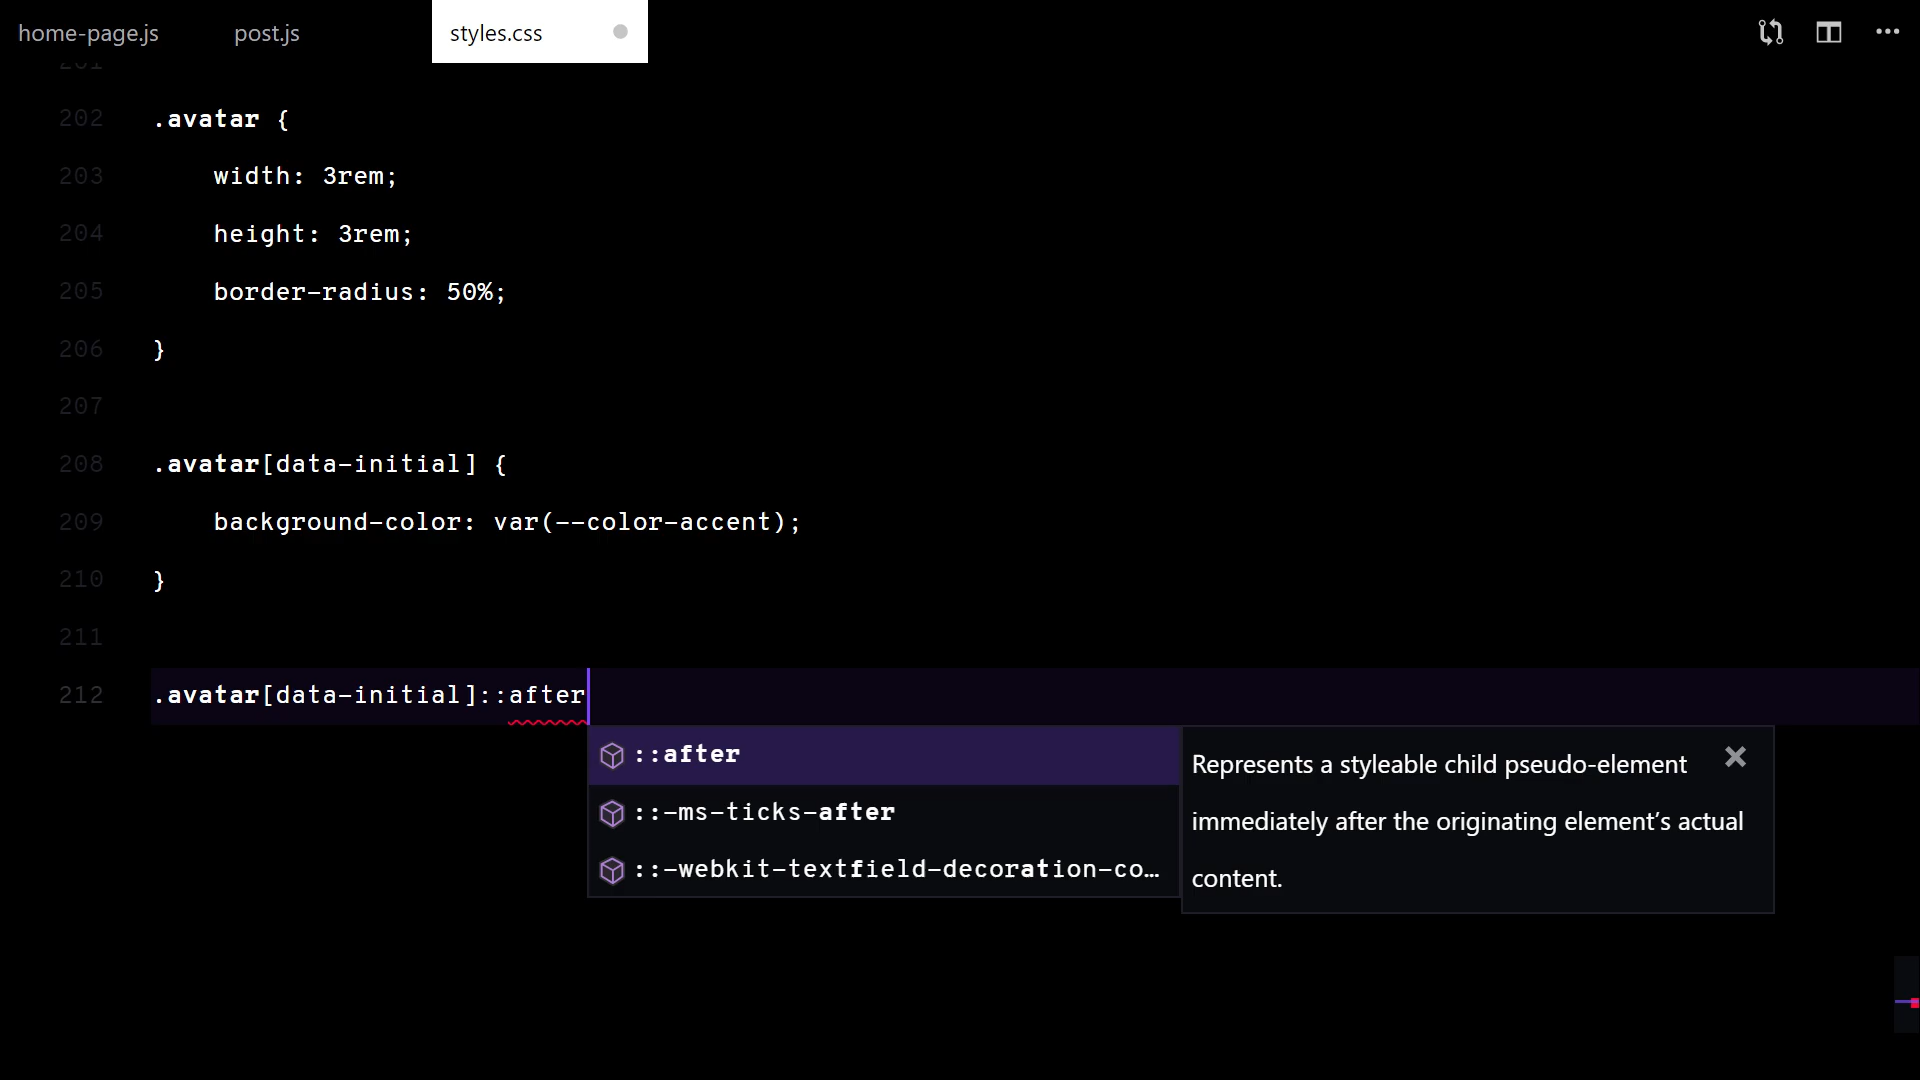 home-page.js post.js styles.css
201
202 .avatar {
203 width: 3rem;
204 height: 3rem;
205 border-radius: 50%;
206 }
207
208 .avatar[data-initial] {
209 background-color: var(--color-accent);
210 }
211
212 .avatar[data-initial]::after
::after
::-ms-ticks-after
::-webkit-textfield-decoration-co…
Represents a styleable child pseudo-element
immediately after the originating element’s actual
content.